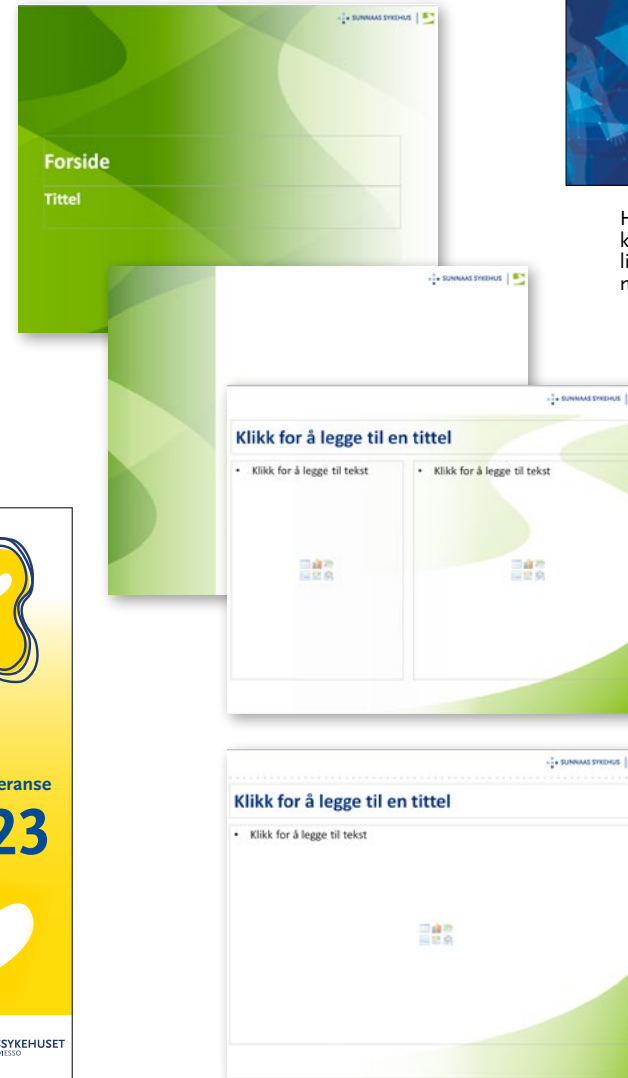 SUNNAAS SYKEHUS
Forside
Tittel
SUNNAAS SYKEHUS
SUNNAAS SYKEHUS
Klikk for å legge til en tittel
• Klikk for å legge til tekst
• Klikk for å legge til tekst
SUNNAAS SYKEHUS
Klikk for å legge til en tittel
• Klikk for å legge til tekst
eranse
23
SYKEHUSET